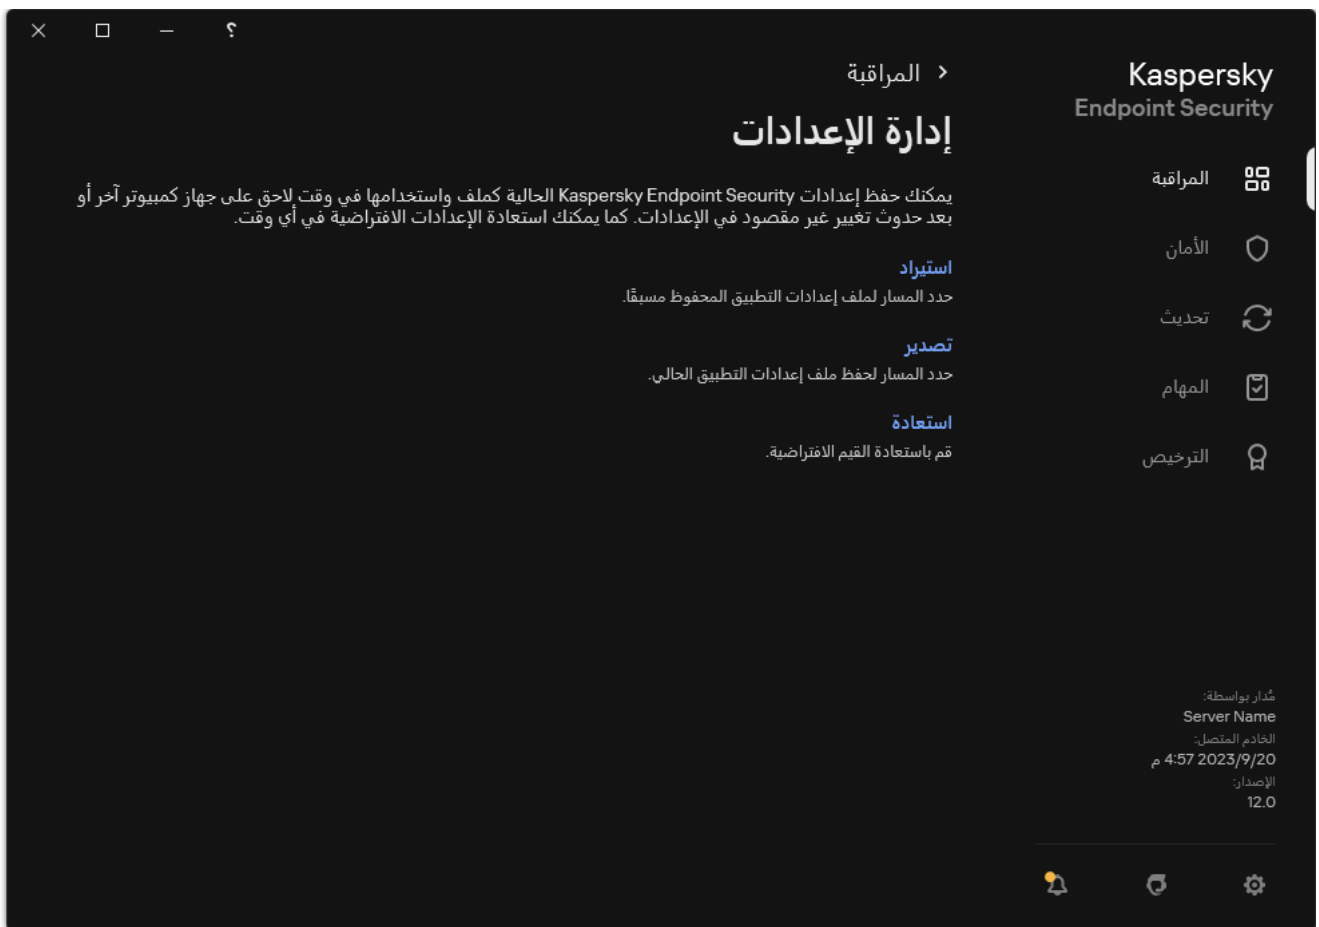 ؟
Kaspersky
Endpoint Security
المراقبة
الأمان
تحديث
المهام
الترخيص
مُدار بواسطة:
Server Name
الخادم المتصل:
2023/9/20 4:57 م
الإصدار:
12.0
المراقبة
إدارة الإعدادات
يمكنك حفظ إعدادات Kaspersky Endpoint Security الحالية كملف واستخدامها في وقت لاحق على جهاز كمبيوتر آخر أو
بعد حدوث تغيير غير مقصود في الإعدادات. كما يمكنك استعادة الإعدادات الافتراضية في أي وقت.
استيراد
حدد المسار لملف إعدادات التطبيق المحفوظ مسبقًا.
تصدير
حدد المسار لحفظ ملف إعدادات التطبيق الحالي.
استعادة
قم باستعادة القيم الافتراضية.